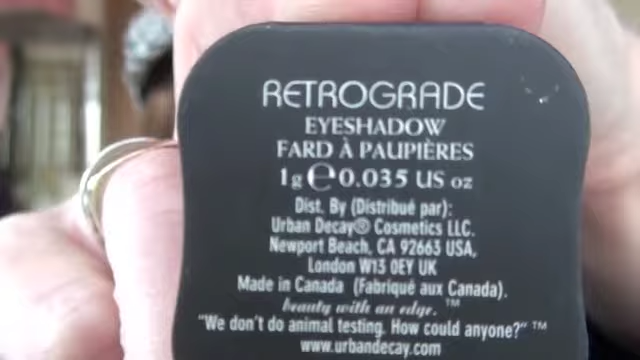 RETROGRADE
EYESHADOW
FARD À PAUPIÈRES
1g ℮ 0.035 US oz
Dist. By (Distribué par):
Urban Decay® Cosmetics LLC.
Newport Beach, CA 92663 USA,
London W13 0EY UK
Made in Canada (Fabriqué aux Canada).
beauty with an edge.™
"We don't do animal testing. How could anyone?" ™
www.urbandecay.com